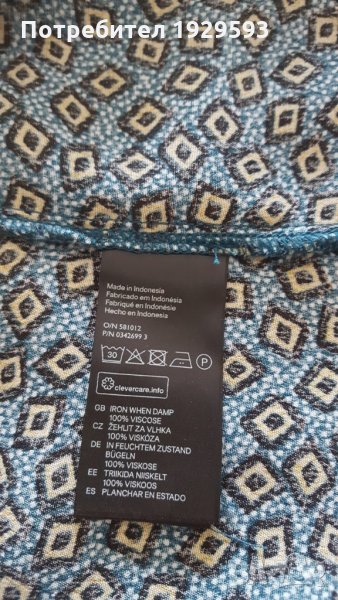 Потребител 1929593
Made in Indonesia
Fabricado em Indonésia
Fabriqué en Indonésie
Hecho en Indonesia
O/N 581012
P/N 0342699 3
30
P
clevercare.info
GB IRON WHEN DAMP
100% VISCOSE
CZ ŽEHLIT ZA VLHKA
100% VISKÓZA
DE IN FEUCHTEM ZUSTAND
BÜGELN
100% VISKOSE
EE TRIIKIDA NIISKELT
100% VISKOOS
ES PLANCHAR EN ESTADO